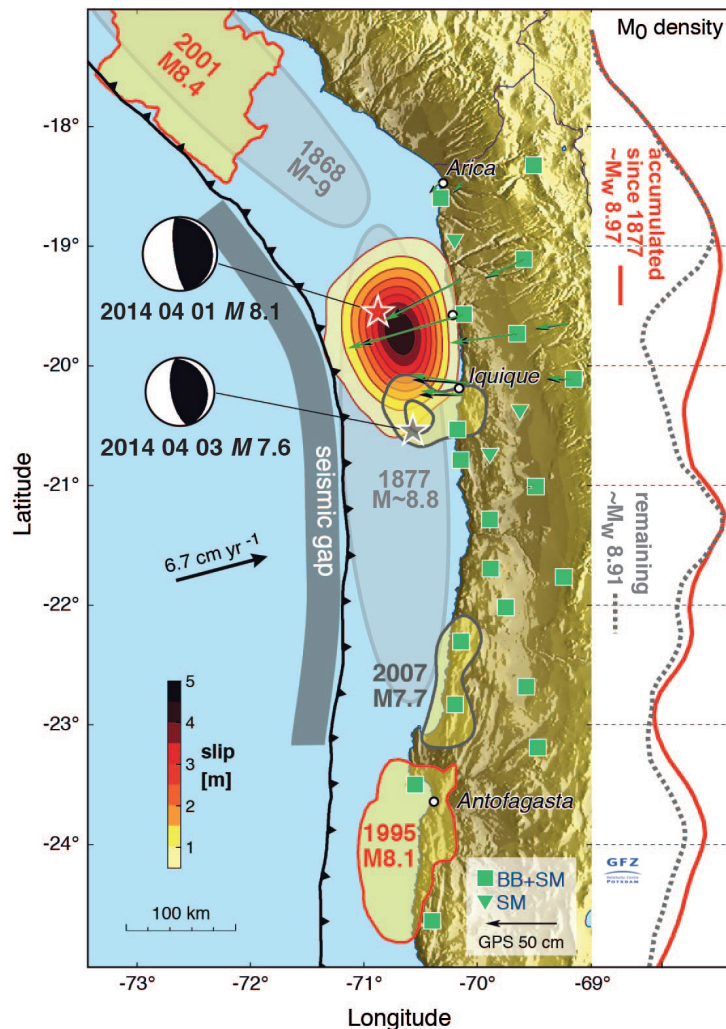 M₀ density
2001
M8.4
-18°
1868
M~9
Arica
accumulated
since 1877
~Mw 8.97
-19°
2014 04 01 M 8.1
-20°
Iquique
2014 04 03 M 7.6
seismic gap
-21°
1877
M~8.8
remaining
~Mw 8.91
6.7 cm yr⁻¹
Latitude
-22°
2007
M7.7
-23°
5
4
3
2
1
slip
[m]
Antofagasta
-24°
1995
M8.1
100 km
BB+SM
SM
GPS 50 cm
GFZ
POTSDAM
-73°
-72°
-71°
-70°
-69°
Longitude